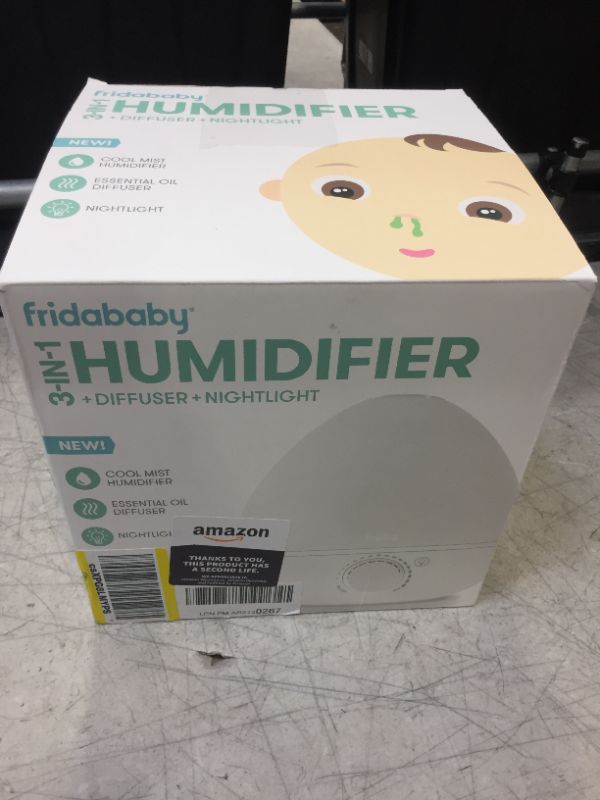 fridababy
3-IN-1
HUMIDIFIER
+ DIFFUSER + NIGHTLIGHT
NEW!
COOL MIST
HUMIDIFIER
ESSENTIAL OIL
DIFFUSER
NIGHTLIGHT
fridababy
3-IN-1
HUMIDIFIER
+ DIFFUSER + NIGHTLIGHT
NEW!
COOL MIST
HUMIDIFIER
ESSENTIAL OIL
DIFFUSER
NIGHTLIGH
amazon
THANKS TO YOU,
THIS PRODUCT HAS
A SECOND LIFE.
0267